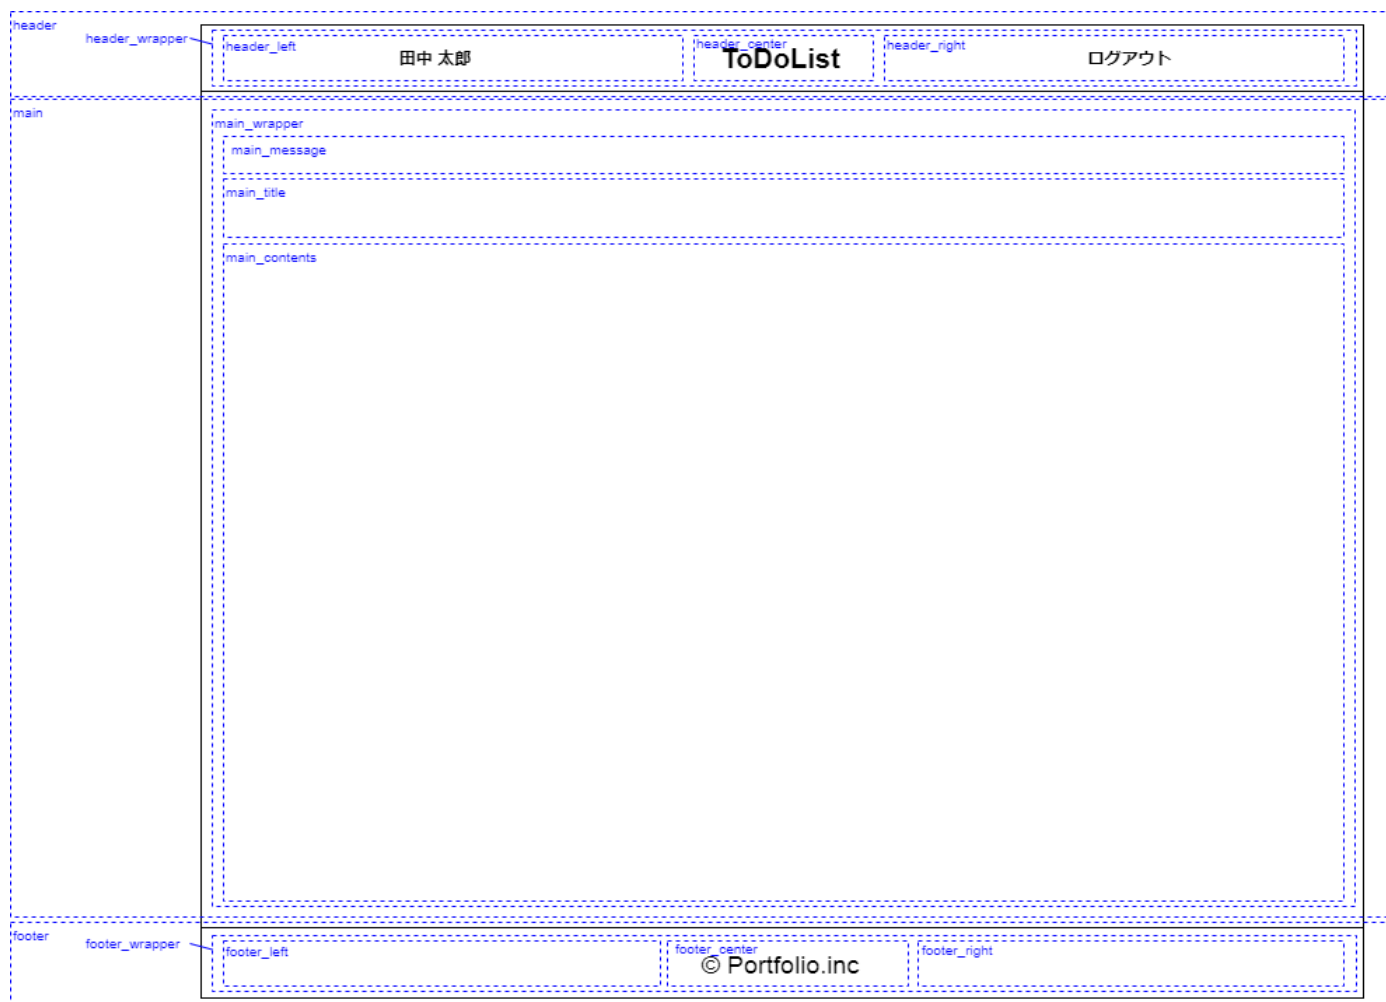 header
header_wrapper
header_left
田中 太郎
header_center
ToDoList
header_right
ログアウト
main
main_wrapper
main_message
main_title
main_contents
footer
footer_wrapper
footer_left
footer_center
© Portfolio.inc
footer_right